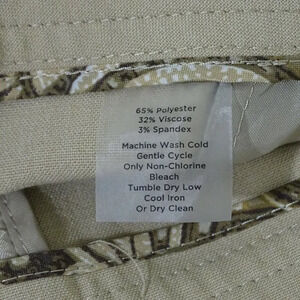 65% Polyester
32% Viscose
3% Spandex
Machine Wash Cold
Gentle Cycle
Only Non-Chlorine
Bleach
Tumble Dry Low
Cool Iron
Or Dry Clean